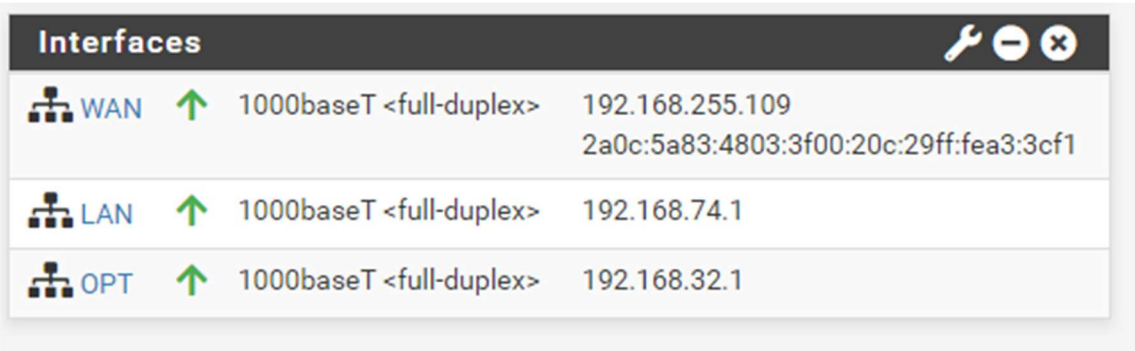 Interfaces
WAN 1000baseT <full-duplex> 192.168.255.109
2a0c:5a83:4803:3f00:20c:29ff:fea3:3cf1
LAN 1000baseT <full-duplex> 192.168.74.1
OPT 1000baseT <full-duplex> 192.168.32.1